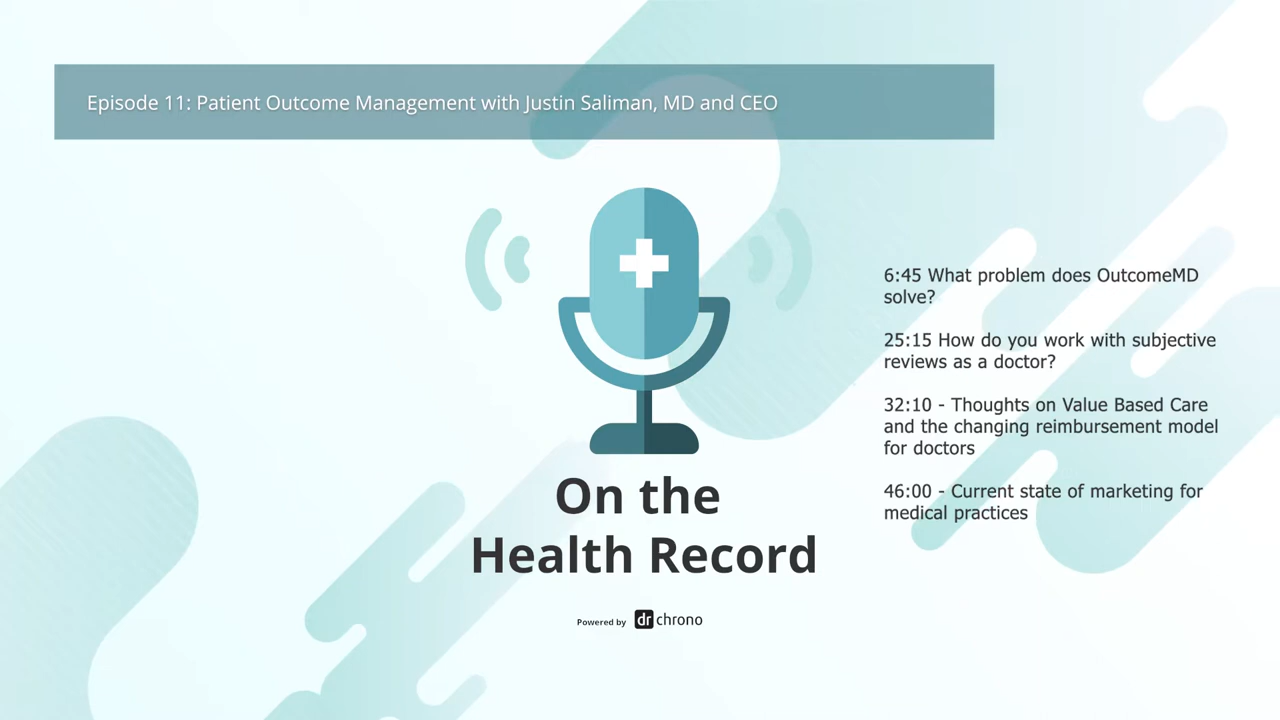 Episode 11: Patient Outcome Management with Justin Saliman, MD and CEO
6:45 What problem does OutcomeMD
solve?
25:15 How do you work with subjective
reviews as a doctor?
32:10 - Thoughts on Value Based Care
and the changing reimbursement model
for doctors
46:00 - Current state of marketing for
medical practices
On the
Health Record
Powered by dr chrono